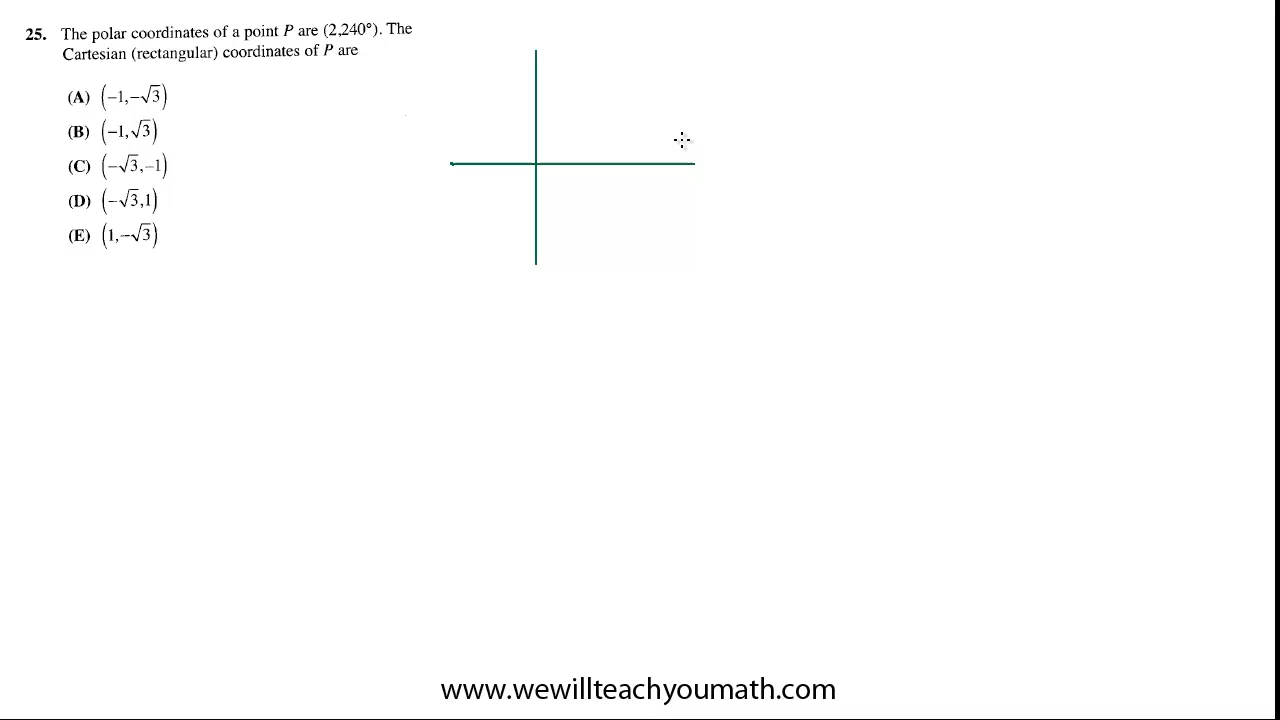 25. The polar coordinates of a point P are (2,240°). The
Cartesian (rectangular) coordinates of P are
(A) (−1,−√3)
(B) (−1,√3)
(C) (−√3,−1)
(D) (−√3,1)
(E) (1,−√3)
www.wewillteachyoumath.com